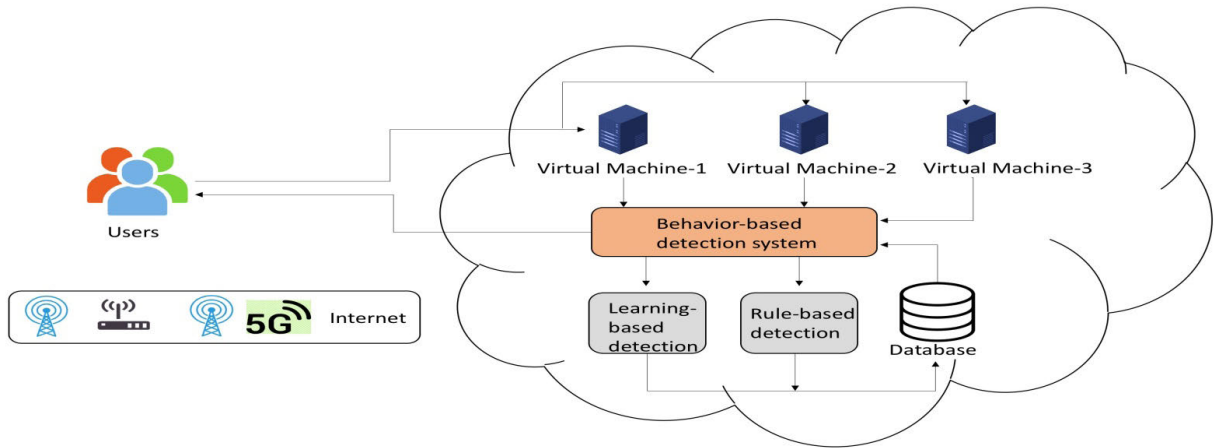 Virtual Machine-1
Virtual Machine-2
Virtual Machine-3
Users
Behavior-based
detection system
5G
Internet
Learning-
based
detection
Rule-based
detection
Database